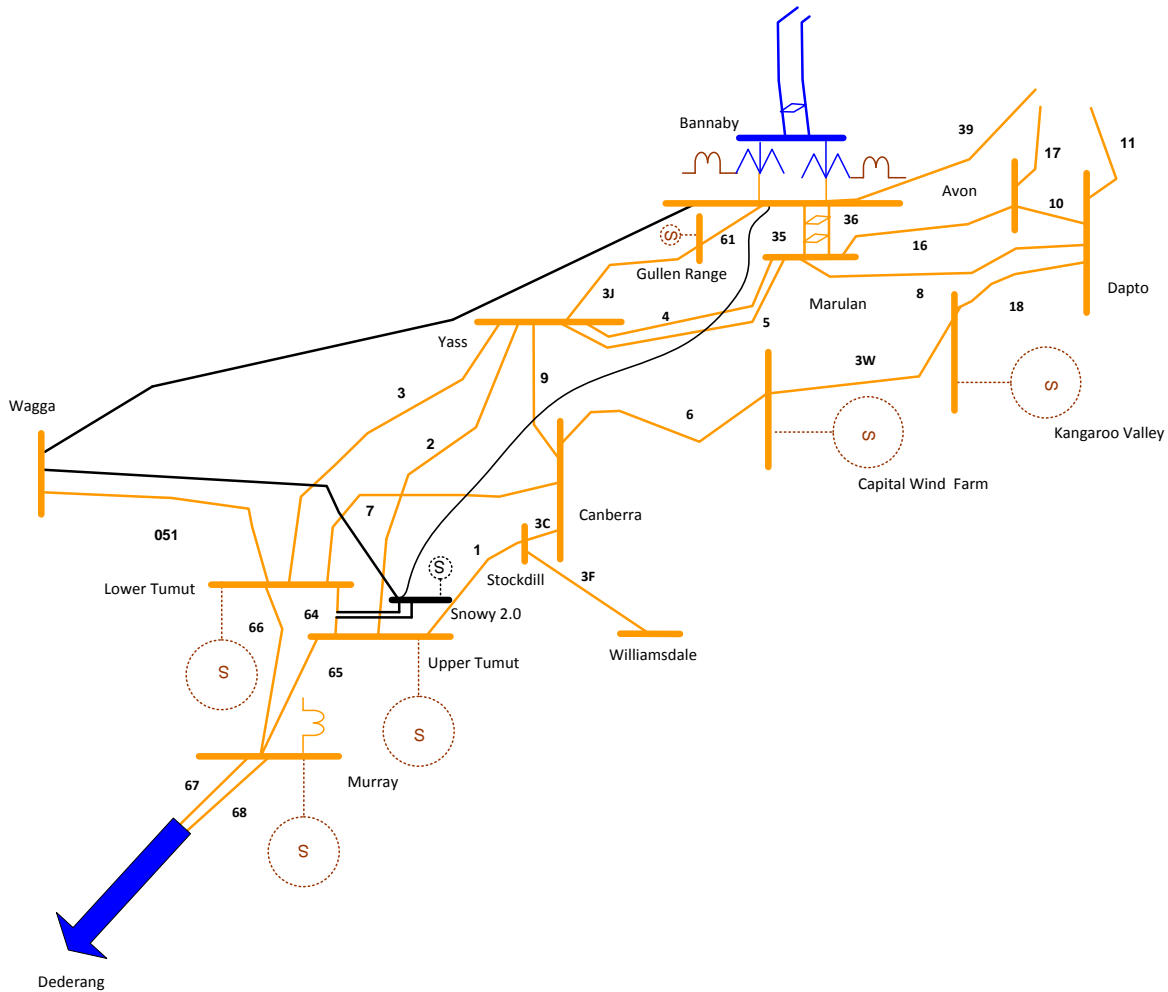 Bannaby
39
17
11
Avon
10
36
35
61
16
Gullen Range
Marulan
Dapto
3J
8
18
4
5
Yass
3W
9
3
Wagga
6
S
Kangaroo Valley
2
S
Capital Wind Farm
7
Canberra
3C
051
1
S
Stockdill
3F
Lower Tumut
64
Snowy 2.0
66
Williamsdale
Upper Tumut
65
S
S
Murray
67
68
S
Dederang
S